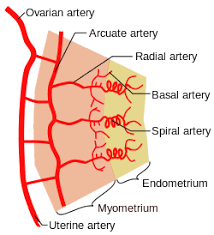 Ovarian artery
Arcuate artery
Radial artery
Basal artery
Spiral artery
Endometrium
Myometrium
Uterine artery